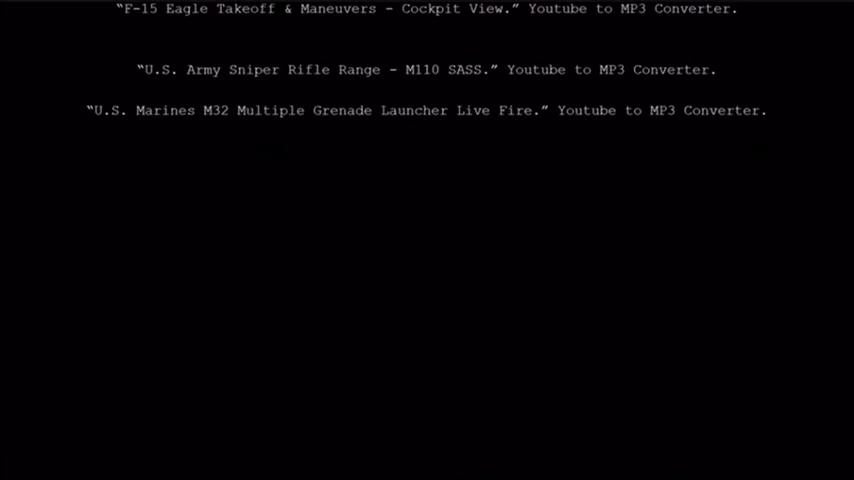 “F-15 Eagle Takeoff & Maneuvers - Cockpit View.” Youtube to MP3 Converter.
“U.S. Army Sniper Rifle Range - M110 SASS.” Youtube to MP3 Converter.
“U.S. Marines M32 Multiple Grenade Launcher Live Fire.” Youtube to MP3 Converter.